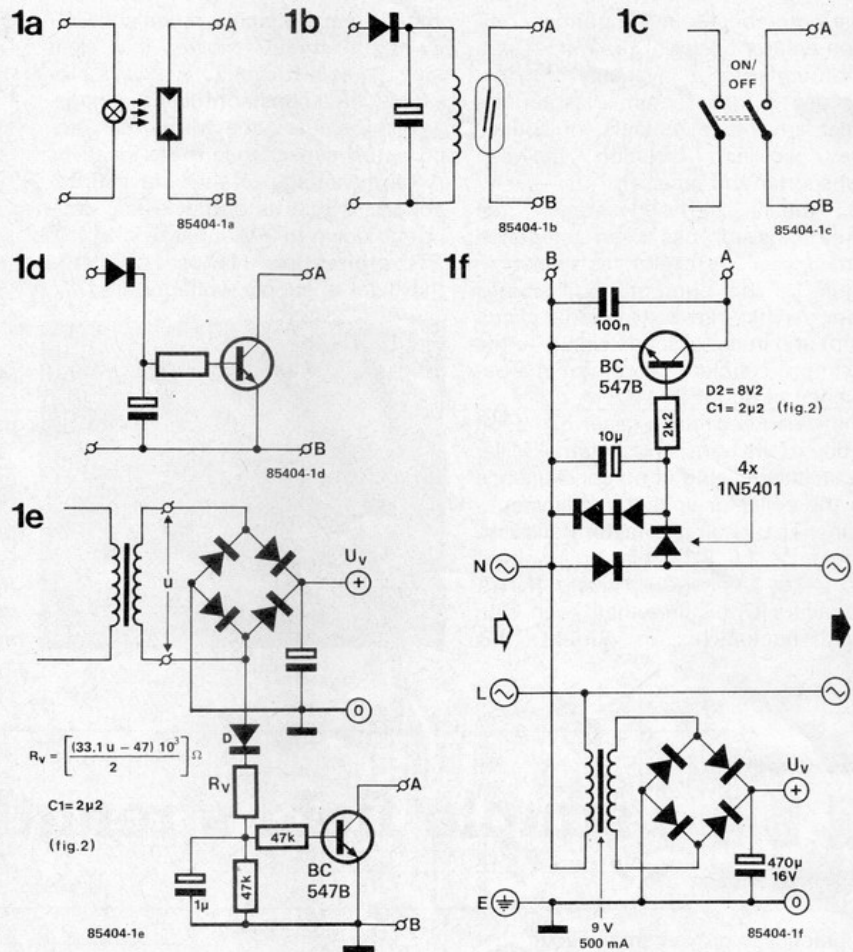 1a
A
B
85404-1a
1b
A
B
85404-1b
1c
ON/
OFF
85404-1c
1d
A
B
85404-1d
1e
u
Uv
+
0
D
Rv = [(33.1 u – 47) 10³ / 2] Ω
Rv
C1= 2µ2
(fig.2)
47k
A
BC
547B
1µ
47k
B
85404-1e
1f
B
A
100n
BC
547B
D2= 8V2
C1= 2µ2 (fig.2)
2k2
10µ
4x
1N5401
N
L
Uv
+
470µ
16V
E
0
9 V
500 mA
85404-1f